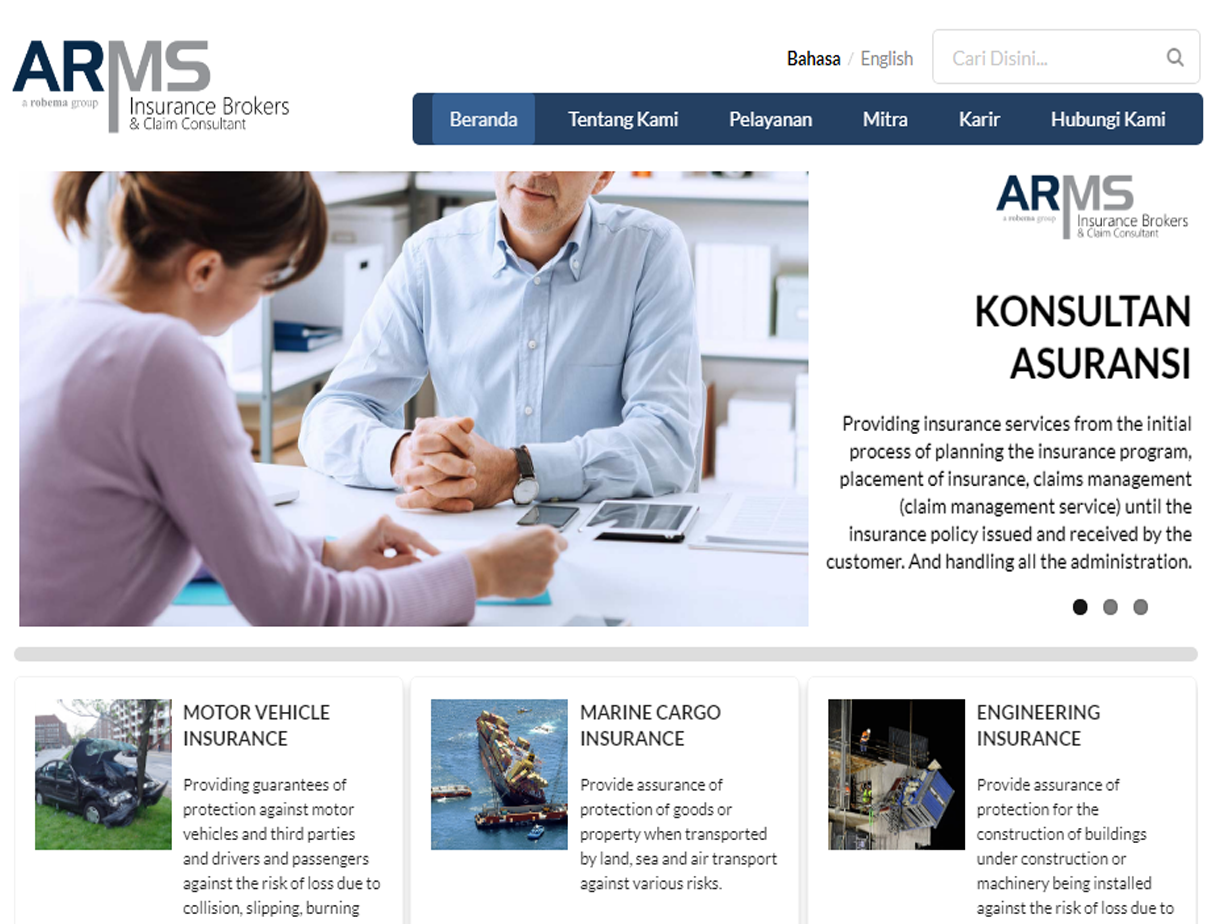 ARMS
a robema group
Insurance Brokers
& Claim Consultant
Bahasa / English
Cari Disini...
Beranda
Tentang Kami
Pelayanan
Mitra
Karir
Hubungi Kami
ARMS
a robema group
Insurance Brokers
& Claim Consultant
KONSULTAN
ASURANSI
Providing insurance services from the initial
process of planning the insurance program,
placement of insurance, claims management
(claim management service) until the
insurance policy issued and received by the
customer. And handling all the administration.
MOTOR VEHICLE
INSURANCE
Providing guarantees of
protection against motor
vehicles and third parties
and drivers and passengers
against the risk of loss due to
collision, slipping, burning
MARINE CARGO
INSURANCE
Provide assurance of
protection of goods or
property when transported
by land, sea and air transport
against various risks.
ENGINEERING
INSURANCE
Provide assurance of
protection for the
construction of buildings
under construction or
machinery being installed
against the risk of loss due to